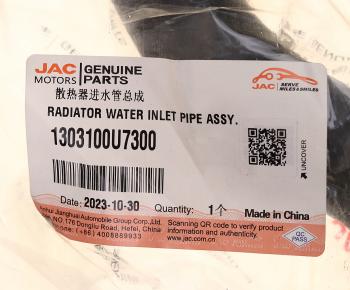 JAC
MOTORS
GENUINE
PARTS
JAC
SERVE
MILES & SMILES
散热器进水管总成
RADIATOR WATER INLET PIPE ASSY.
1303100U7300
UNCOVER
Date: 2023-10-30
Quantity: 1个
Made in China
Anhui Jianghuai Automobile Group Corp.,Ltd.
NO.176 Dongliu Road, Hefei, China
Phone: (+86) 4008889933
Scanning QR code to verify product
information & authenticity.
www.jac.com.cn
QC
PASS